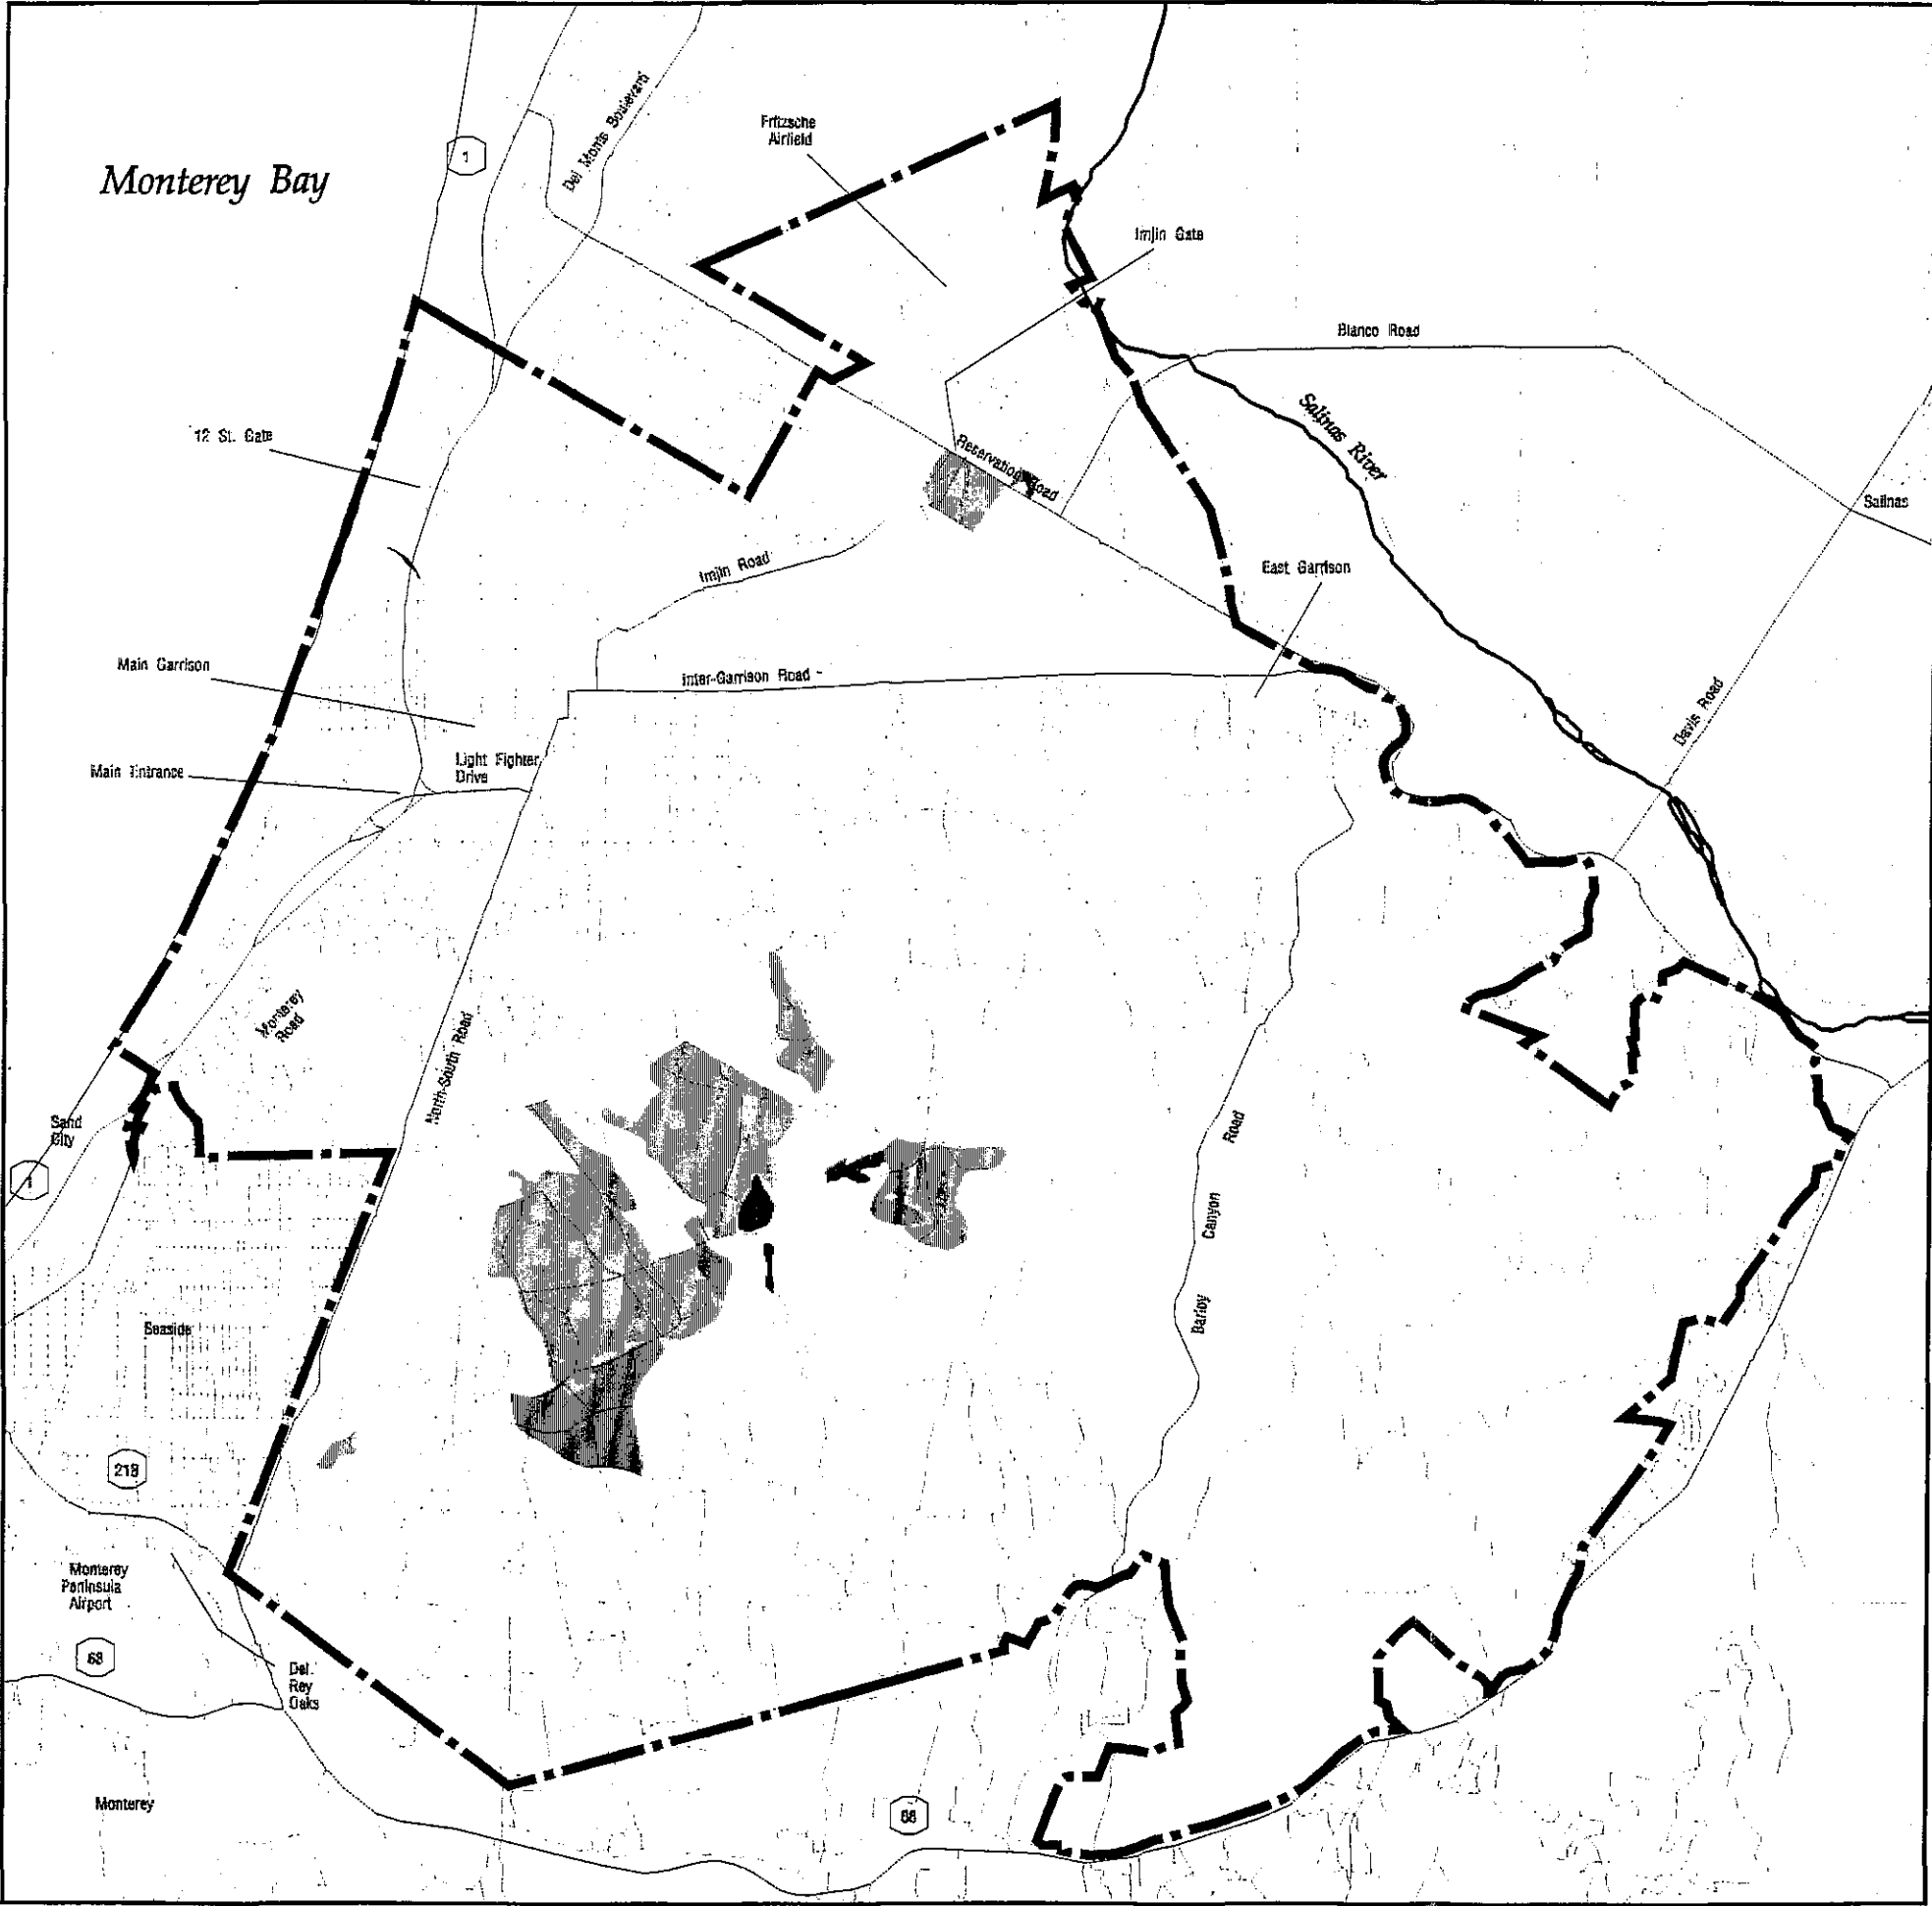 Del Monte Boulevard
Fritzsche
Airfield
1
Monterey Bay
Imjin Gate
Blanco Road
Salinas River
12 St. Gate
Reservation Road
Salinas
Imjin Road
East Garrison
Main Garrison
Inter-Garrison Road
Davis Road
Light Fighter
Drive
Main Entrance
Monterey
Road
North-South Road
Sand
City
1
Barloy Canyon Road
Seaside
218
Monterey
Peninsula
Airport
68
Del.
Rey
Oaks
Monterey
68